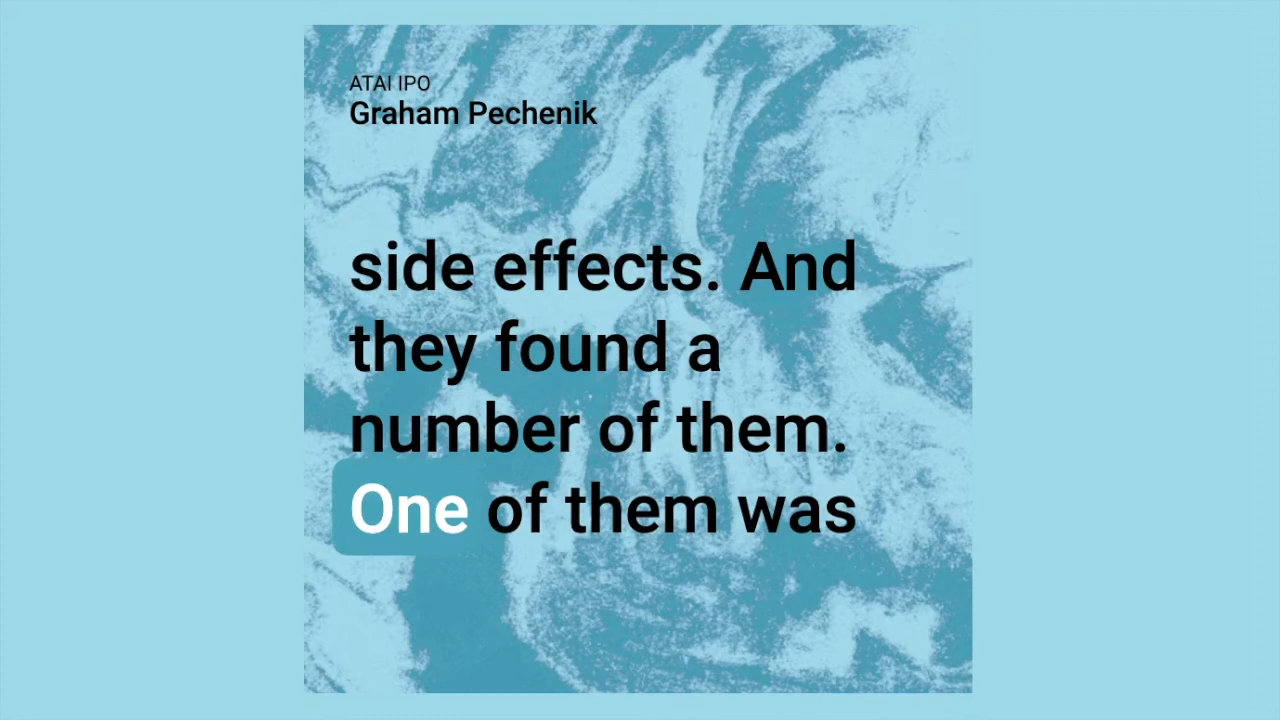 ATAI IPO
Graham Pechenik
side effects. And
they found a
number of them.
One of them was